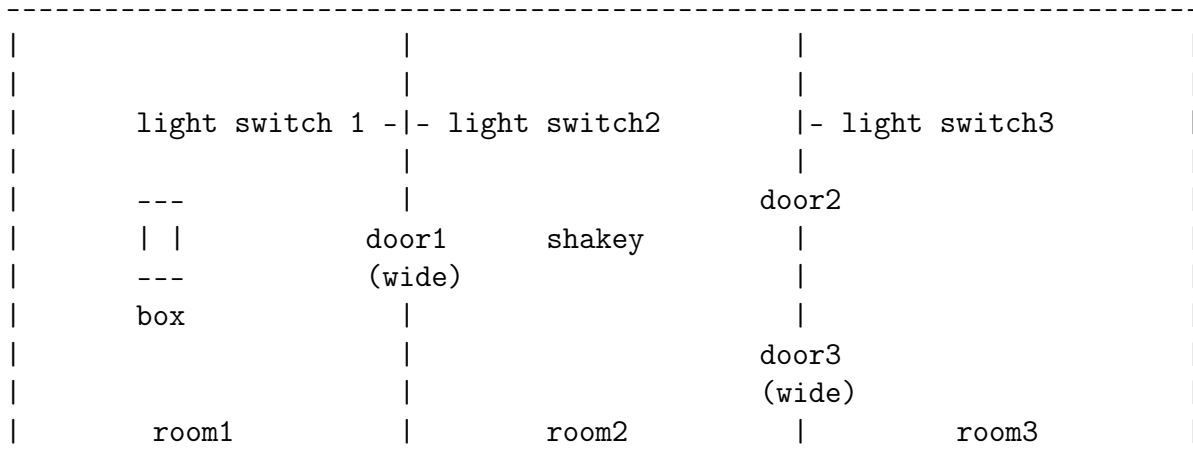 light switch 1 -|- light switch2 |- light switch3
door2
door1 shakey
(wide)
box
door3
(wide)
room1 room2 room3